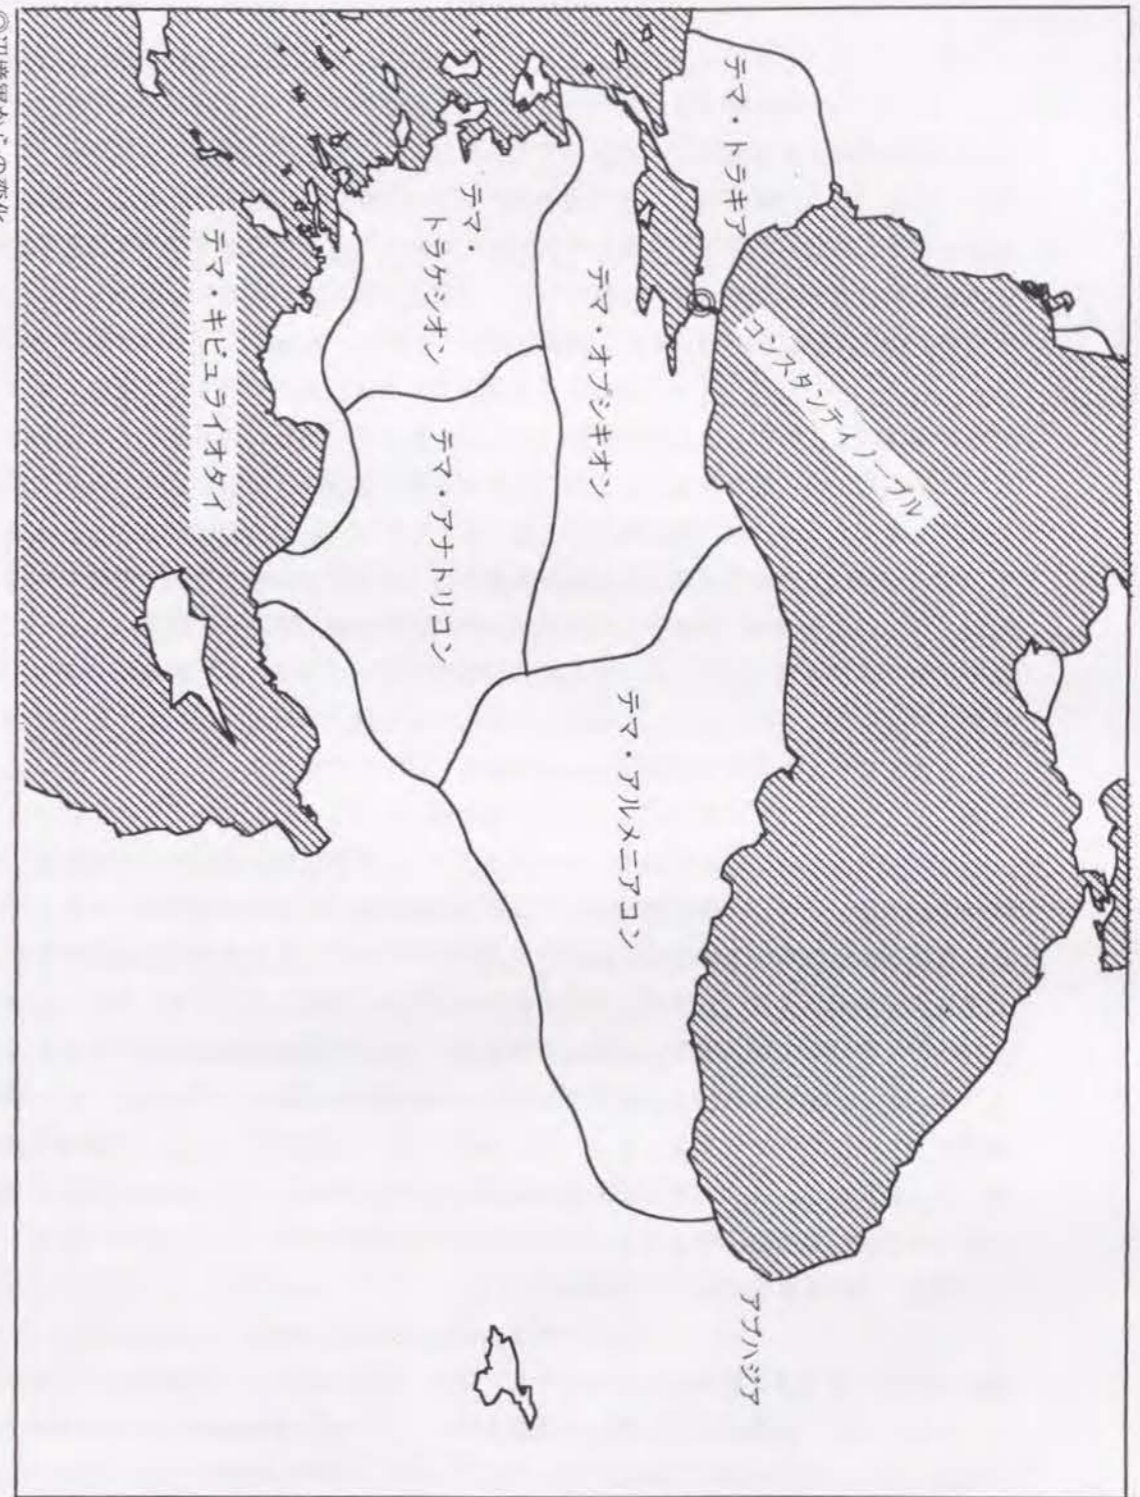 テマ・トラキア
コンスタンティノープル
テマ・オプシキオン
テマ・
トラケシオン
テマ・アナトリコン
テマ・アルメニアコン
テマ・キビュライオタイ
アブハジア